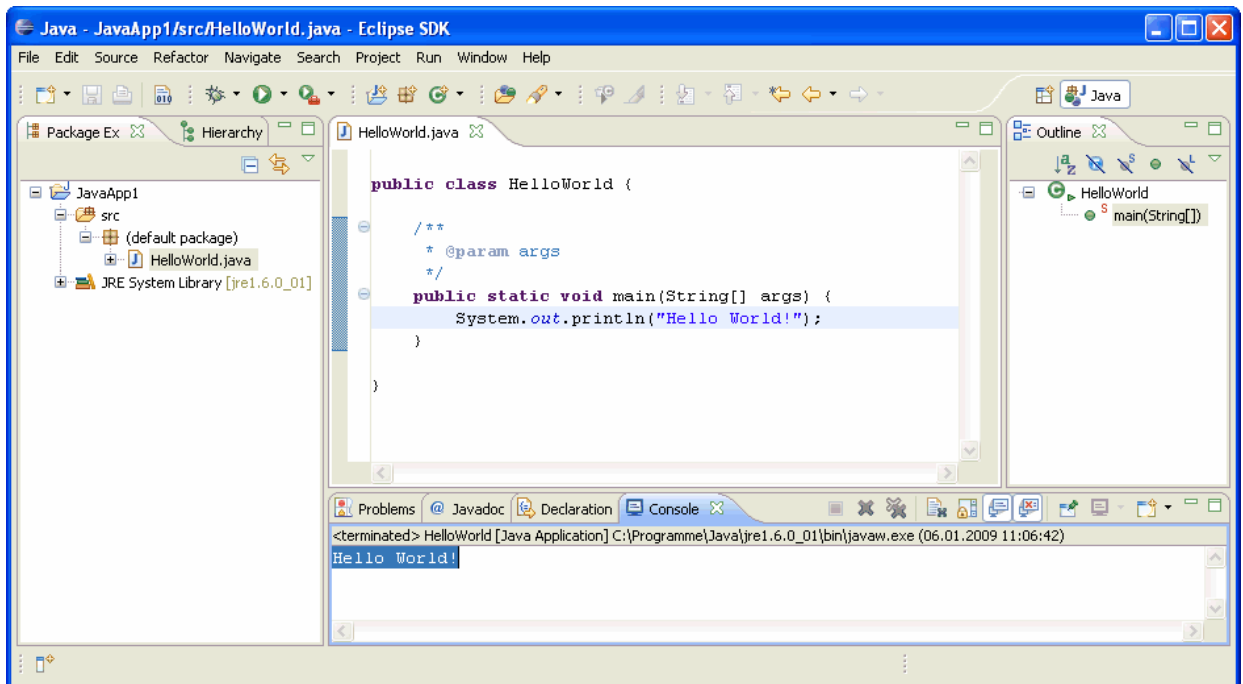 Java - JavaApp1/src/HelloWorld.java - Eclipse SDK
File Edit Source Refactor Navigate Search Project Run Window Help
Java
Package Ex Hierarchy
JavaApp1
src
(default package)
HelloWorld.java
JRE System Library [jre1.6.0_01]
HelloWorld.java
public class HelloWorld {
/**
* @param args
*/
public static void main(String[] args) {
System.out.println("Hello World!");
}
}
Outline
HelloWorld
main(String[])
Problems @ Javadoc Declaration Console
<terminated> HelloWorld [Java Application] C:\Programme\Java\jre1.6.0_01\bin\javaw.exe (06.01.2009 11:06:42)
Hello World!